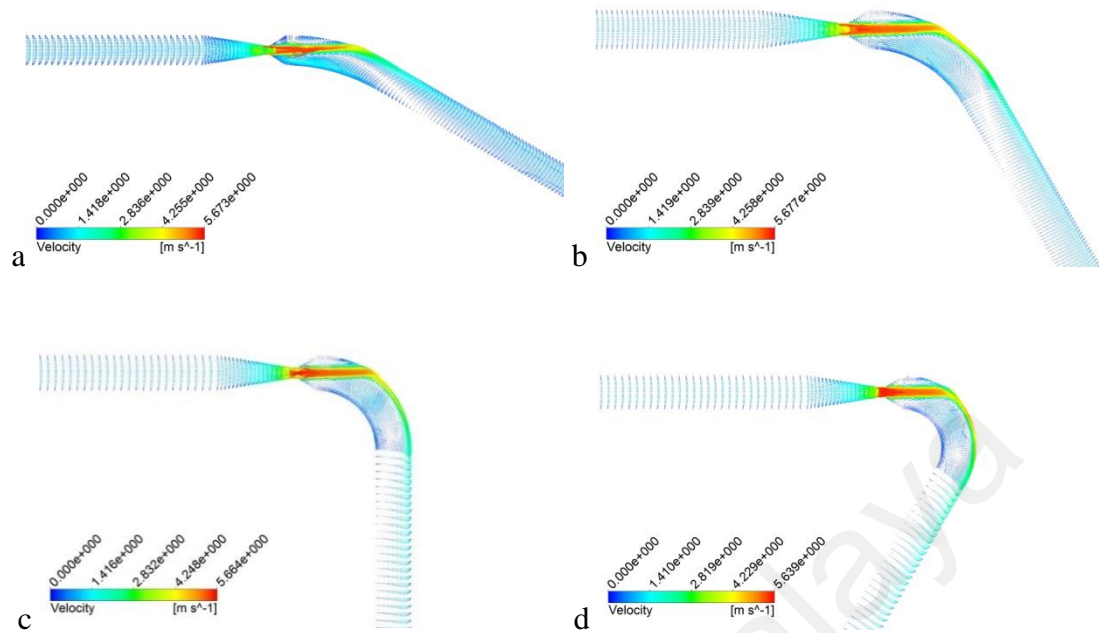 0.000e+000
1.418e+000
2.836e+000
4.255e+000
5.673e+000
Velocity [m s^-1]
a
0.000e+000
1.419e+000
2.839e+000
4.258e+000
5.677e+000
Velocity [m s^-1]
b
0.000e+000
1.416e+000
2.832e+000
4.248e+000
5.664e+000
Velocity [m s^-1]
c
0.000e+000
1.410e+000
2.819e+000
4.229e+000
5.639e+000
Velocity [m s^-1]
d
alaya